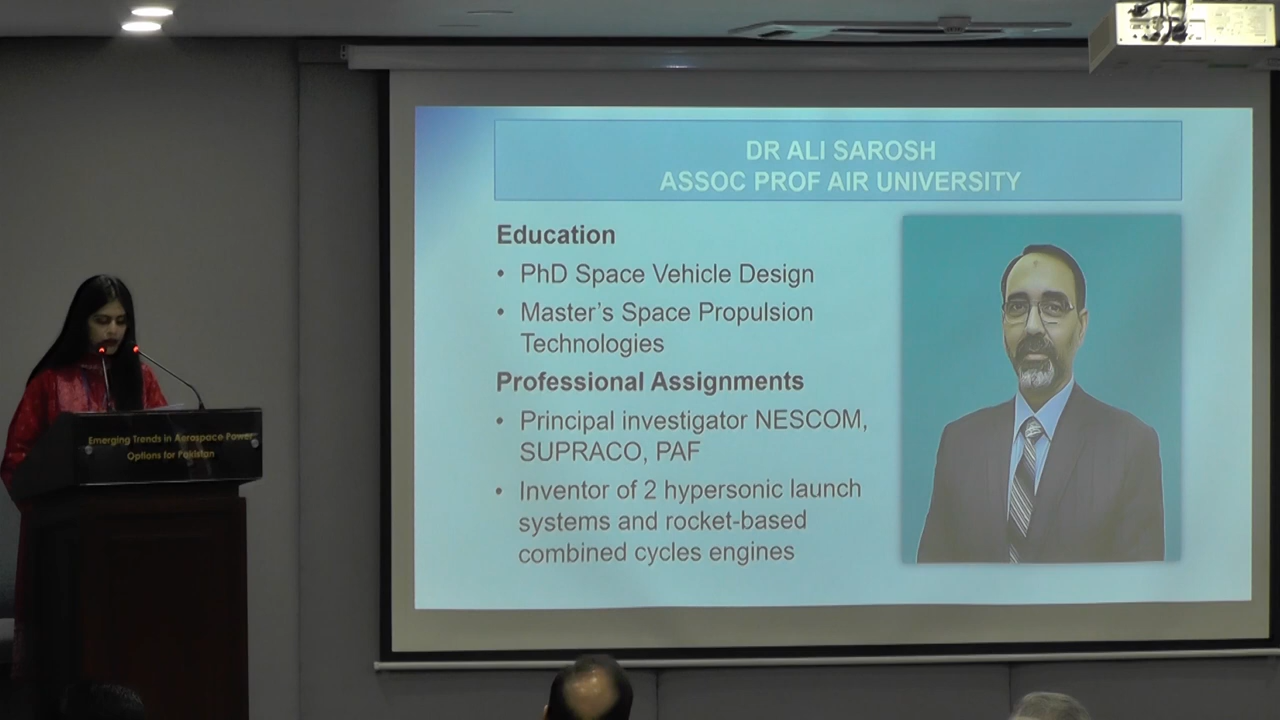 DR ALI SAROSH
ASSOC PROF AIR UNIVERSITY
Education
• PhD Space Vehicle Design
• Master's Space Propulsion
Technologies
Professional Assignments
• Principal investigator NESCOM,
SUPRACO, PAF
• Inventor of 2 hypersonic launch
systems and rocket-based
combined cycles engines
Emerging Trends in Aerospace Power
Options for Pakistan